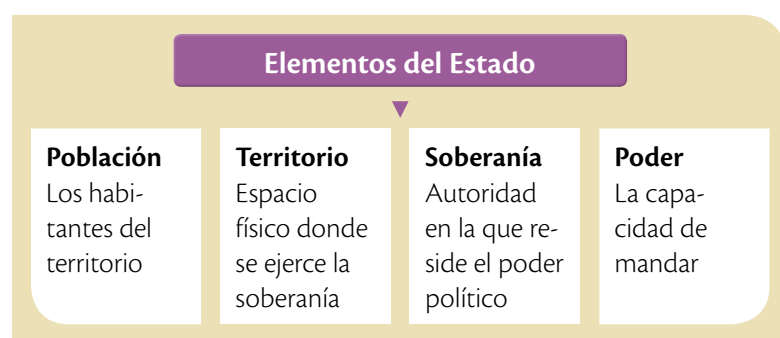 Elementos del Estado
Población
Los habi-
tantes del
territorio
Territorio
Espacio
físico donde
se ejerce la
soberanía
Soberanía
Autoridad
en la que re-
side el poder
político
Poder
La capa-
cidad de
mandar